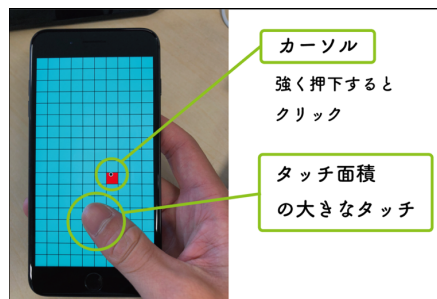 カーソル
強く押下すると
クリック
タッチ面積
の大きなタッチ